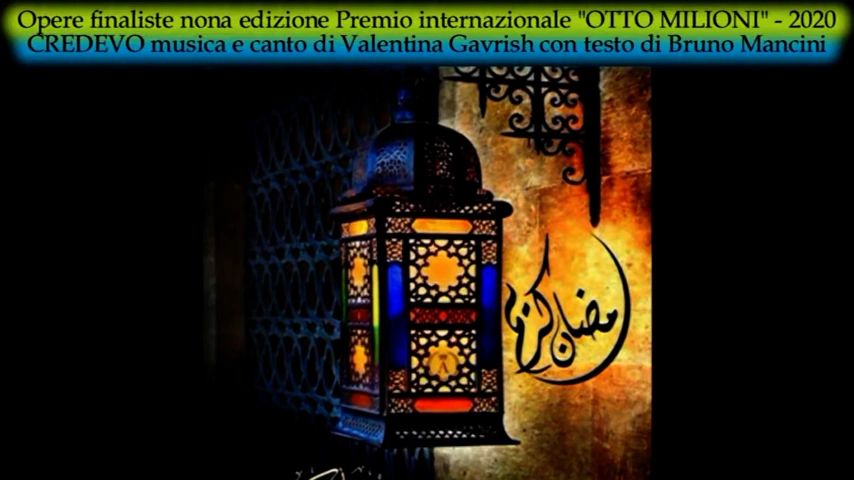 Opere finaliste nona edizione Premio internazionale "OTTO MILIONI" - 2020
CREDEVO musica e canto di Valentina Gavrish con testo di Bruno Mancini
رمضان كريم